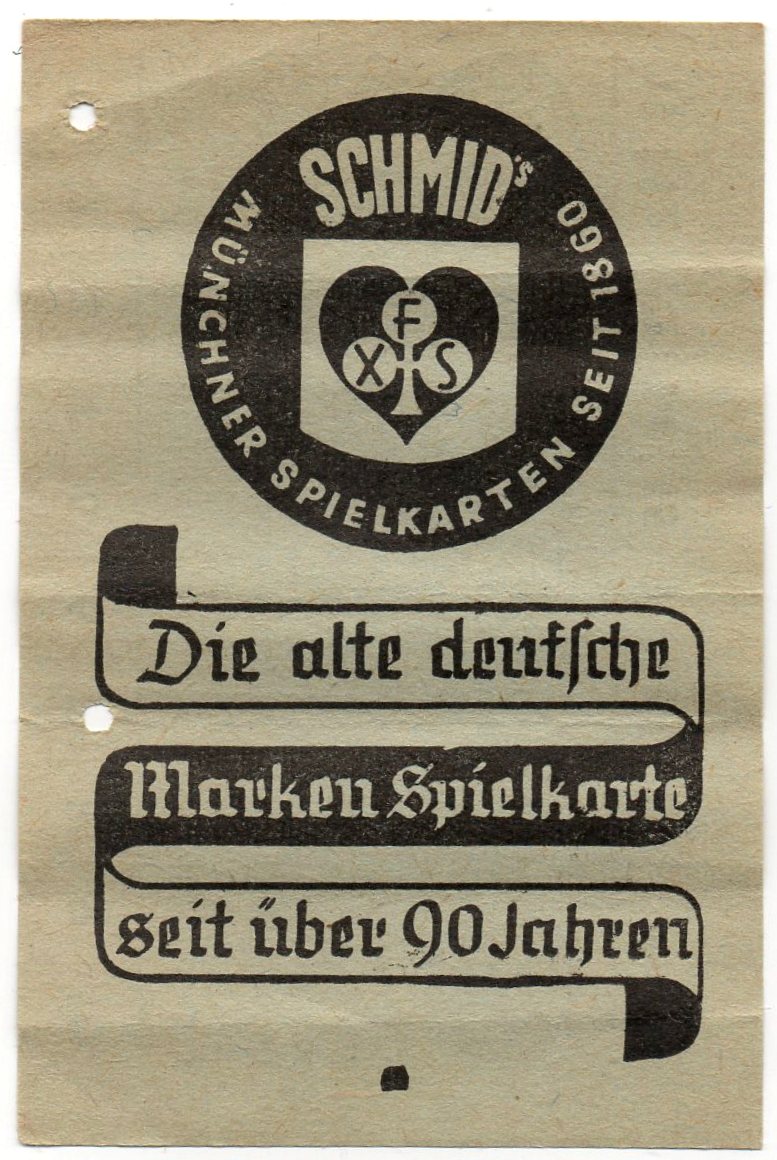 SCHMID's
MÜNCHNER SPIELKARTEN SEIT 1860
F
X S
Die alte deutsche
Marken Spielkarte
seit über 90 Jahren